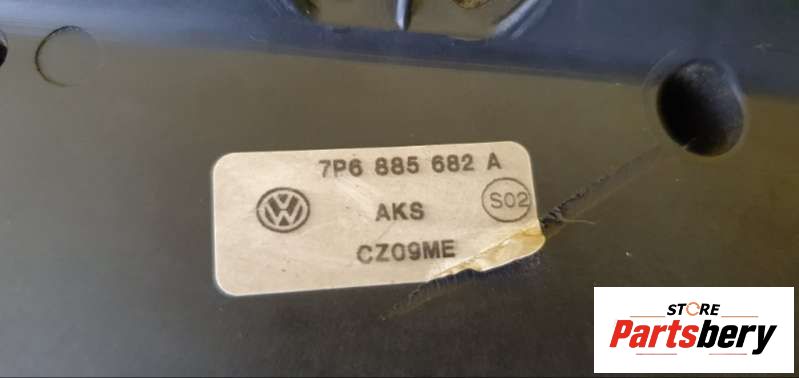 7P6 885 682 A
VW
AKS
S02
CZ09ME
STORE
Partsbery